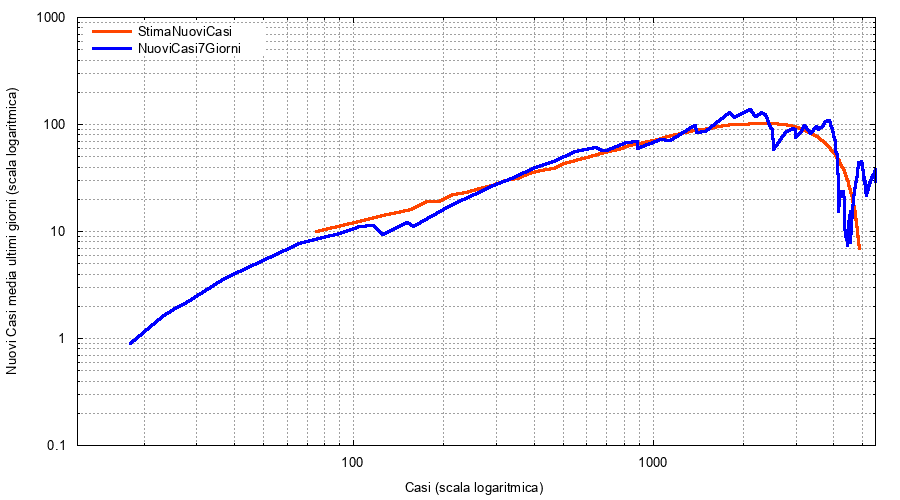 1000
100
10
1
0.1
StimaNuoviCasi
NuoviCasi7Giorni
Nuovi Casi media ultimi giorni (scala logaritmica)
100
1000
Casi (scala logaritmica)